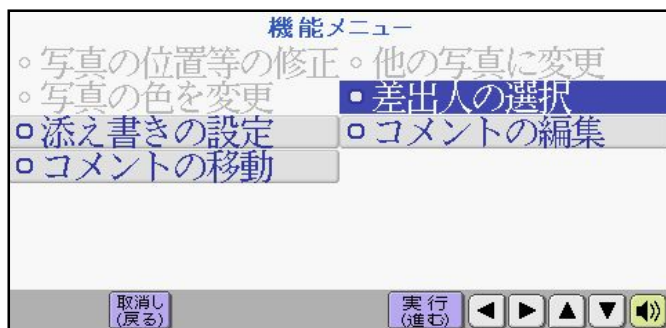 機能メニュー
写真の位置等の修正 他の写真に変更
写真の色を変更 差出人の選択
添え書きの設定 コメントの編集
コメントの移動
取消し 実行
(戻る) (進む)